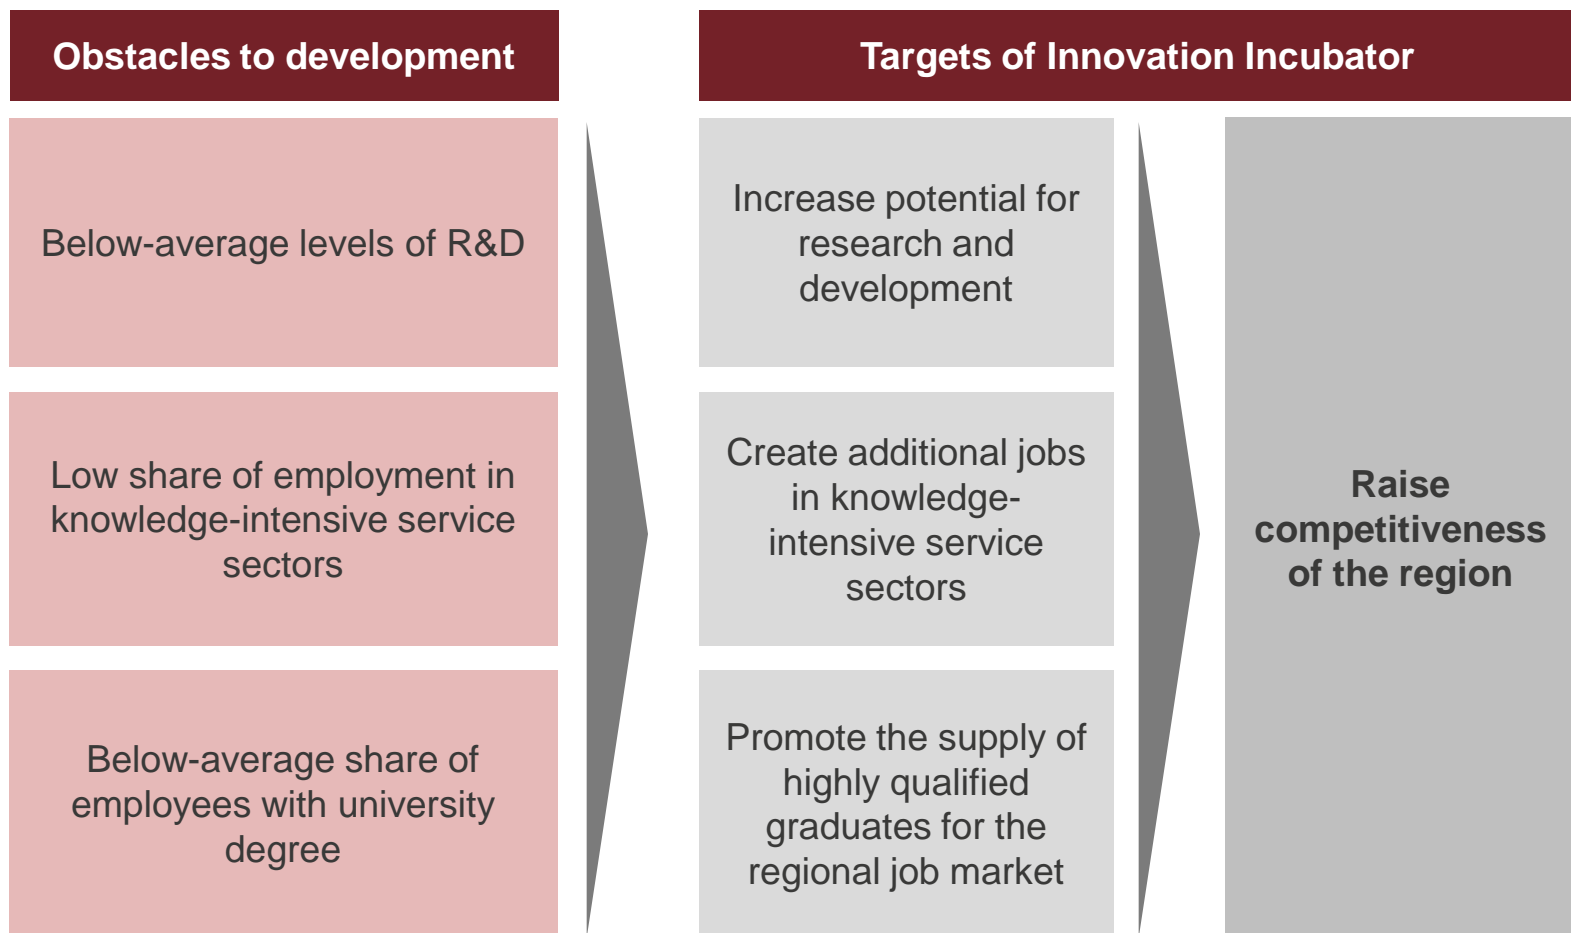 Obstacles to development
Targets of Innovation Incubator
Below-average levels of R&D
Increase potential for
research and
development
Low share of employment in
knowledge-intensive service
sectors
Create additional jobs
in knowledge-
intensive service
sectors
Below-average share of
employees with university
degree
Promote the supply of
highly qualified
graduates for the
regional job market
Raise
competitiveness
of the region